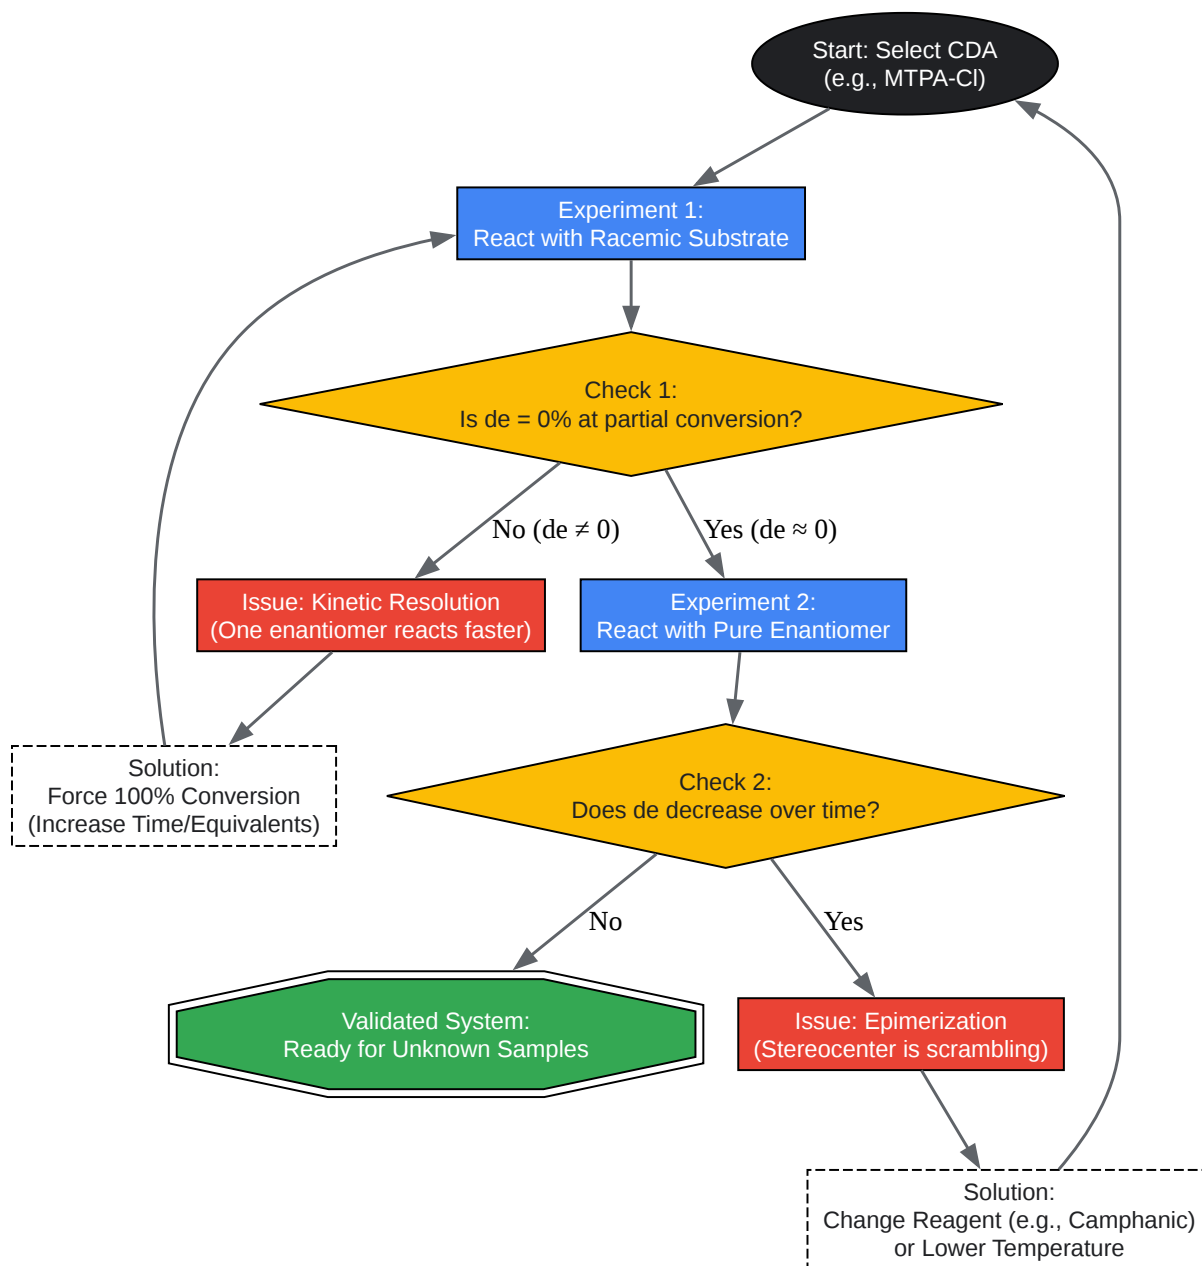 Start: Select CDA
(e.g., MTPA-Cl)
Experiment 1:
React with Racemic Substrate
Check 1:
Is de = 0% at partial conversion?
No (de ≠ 0)
Yes (de ≈ 0)
Issue: Kinetic Resolution
(One enantiomer reacts faster)
Experiment 2:
React with Pure Enantiomer
Solution:
Force 100% Conversion
(Increase Time/Equivalents)
Check 2:
Does de decrease over time?
No
Yes
Validated System:
Ready for Unknown Samples
Issue: Epimerization
(Stereocenter is scrambling)
Solution:
Change Reagent (e.g., Camphanic)
or Lower Temperature